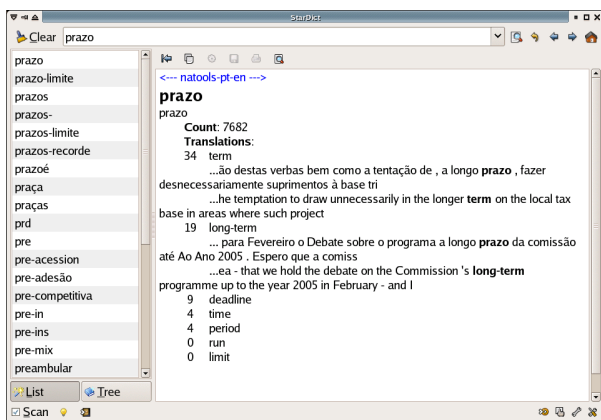 StarDict
Clear prazo
prazo
prazo-limite
prazos
prazos-
prazos-limite
prazos-recorde
prazoé
praça
praças
prd
pre
pre-acession
pre-adesão
pre-competitiva
pre-in
pre-ins
pre-mix
preambular
List Tree
Scan
<--- natools-pt-en --->
prazo
prazo
Count: 7682
Translations:
34 term
...ão destas verbas bem como a tentação de , a longo prazo , fazer
desnecessariamente suprimentos à base tri
...he temptation to draw unnecessarily in the longer term on the local tax
base in areas where such project
19 long-term
... para Fevereiro o Debate sobre o programa a longo prazo da comissão
até Ao Ano 2005 . Espero que a comiss
...ea - that we hold the debate on the Commission 's long-term
programme up to the year 2005 in February - and I
9 deadline
4 time
4 period
0 run
0 limit